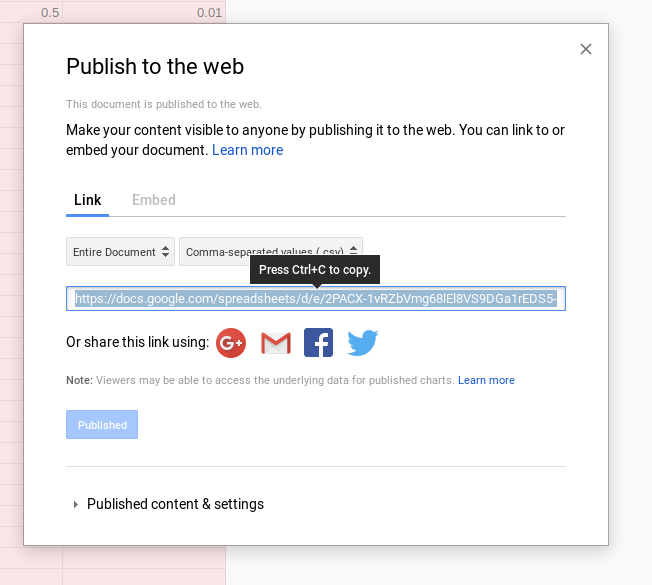 0.5 0.01
Publish to the web
This document is published to the web.
Make your content visible to anyone by publishing it to the web. You can link to or
embed your document. Learn more
Link Embed
Entire Document Comma-separated values (.csv)
Press Ctrl+C to copy.
https://docs.google.com/spreadsheets/d/e/2PACX-1vRZbVmg68lEl8VS9DGa1rEDS5-
Or share this link using: G+ f
Note: Viewers may be able to access the underlying data for published charts. Learn more
Published
Published content & settings